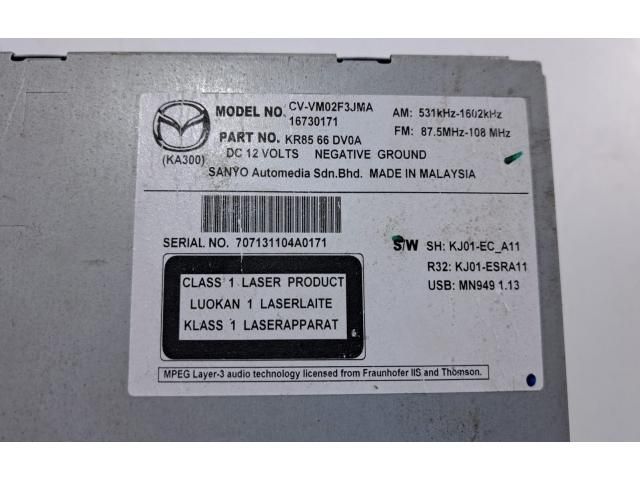 MODEL NO. CV-VM02F3JMA
16730171
AM: 531kHz-1602kHz
PART NO. KR85 66 DV0A
FM: 87.5MHz-108 MHz
(KA300)
DC 12 VOLTS NEGATIVE GROUND
SANYO Automedia Sdn.Bhd. MADE IN MALAYSIA
SERIAL NO. 707131104A0171
S/W SH: KJ01-EC_A11
R32: KJ01-ESRA11
USB: MN949 1.13
CLASS 1 LASER PRODUCT
LUOKAN 1 LASERLAITE
KLASS 1 LASERAPPARAT
MPEG Layer-3 audio technology licensed from Fraunhofer IIS and Thomson.